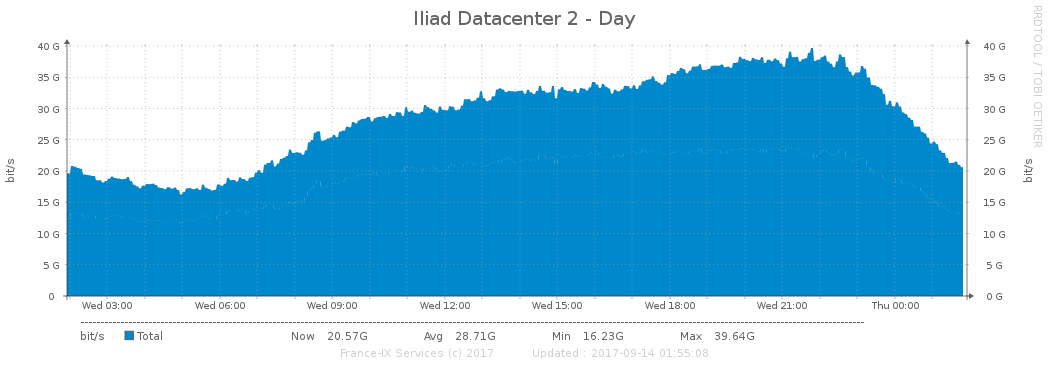 Iliad Datacenter 2 - Day
RRDTOOL / TOBI OETIKER
40 G 40 G
35 G 35 G
30 G 30 G
25 G 25 G
20 G 20 G
15 G 15 G
10 G 10 G
5 G 5 G
0 0 G
bit/s bit/s
Wed 03:00 Wed 06:00 Wed 09:00 Wed 12:00 Wed 15:00 Wed 18:00 Wed 21:00 Thu 00:00
bit/s Total Now 20.57G Avg 28.71G Min 16.23G Max 39.64G
France-IX Services (c) 2017 Updated : 2017-09-14 01:55:08